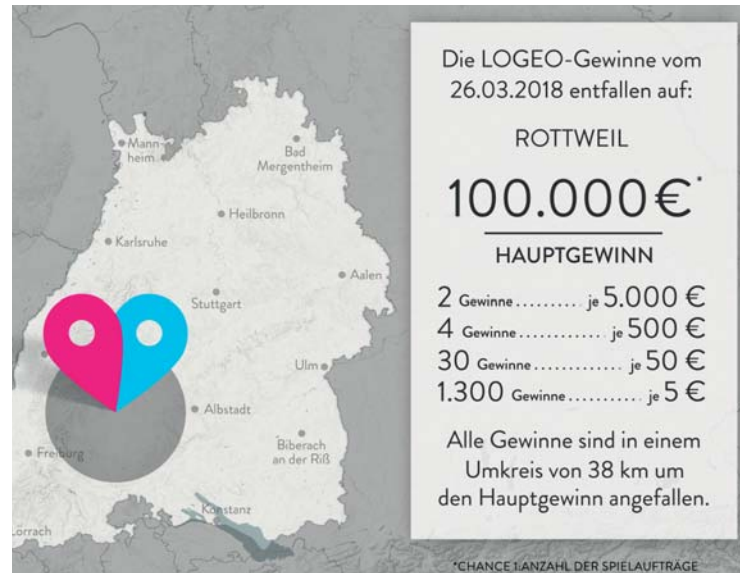 Die LOGEO-Gewinne vom
26.03.2018 entfallen auf:
ROTTWEIL
100.000€*
HAUPTGEWINN
2 Gewinne.......... je 5.000 €
4 Gewinne............. je 500 €
30 Gewinne.............. je 50 €
1.300 Gewinne............. je 5 €
Alle Gewinne sind in einem
Umkreis von 38 km um
den Hauptgewinn angefallen.
*CHANCE 1:ANZAHL DER SPIELAUFTRÄGE
Mann-
heim
Bad
Mergentheim
Heilbronn
Karlsruhe
Aalen
Stuttgart
Ulm
Albstadt
Biberach
an der Riß
Freiburg
Konstanz
Lörrach